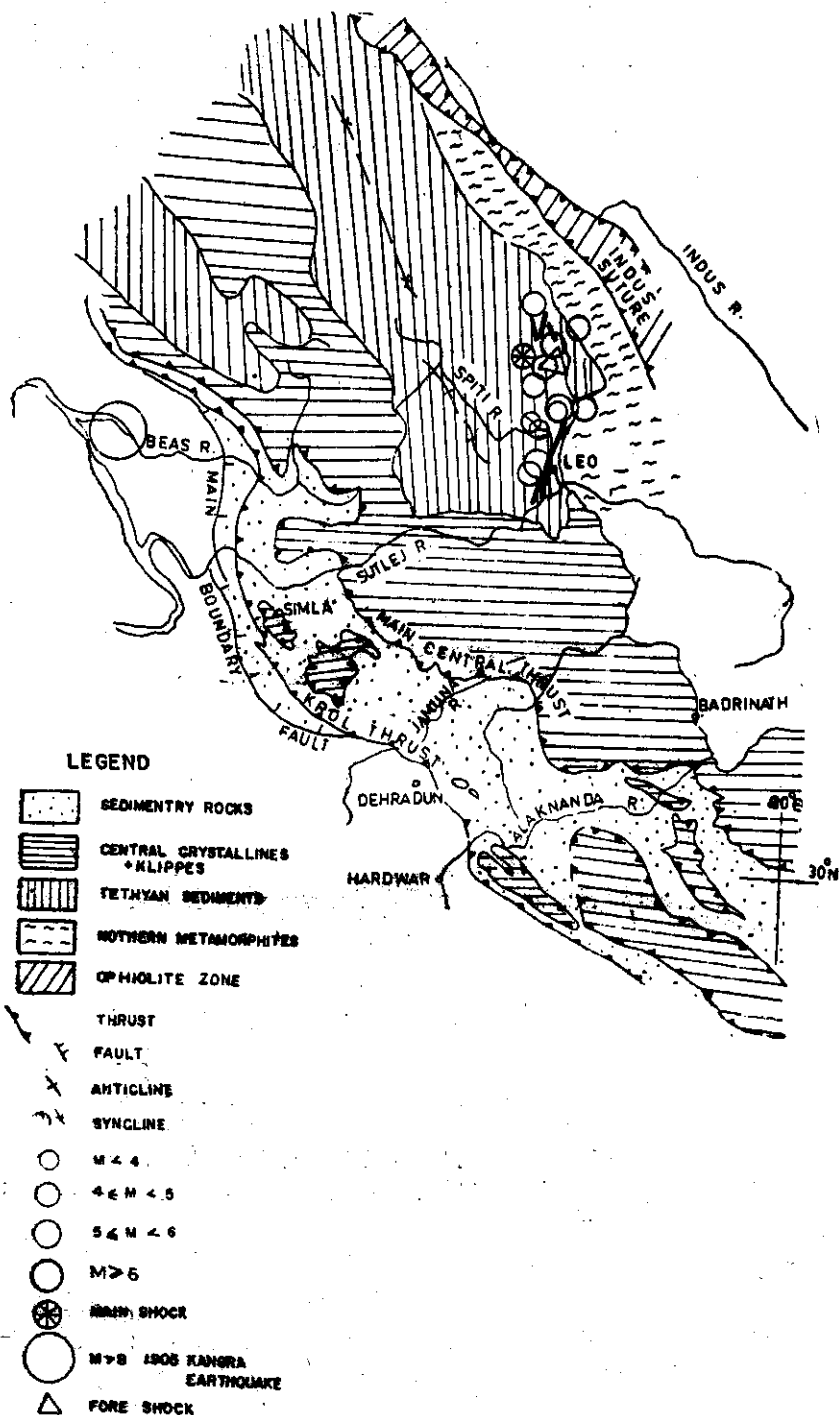 INDUS R.
INDUS
SUTURE
SPITI R.
BEAS R.
LEO
MAIN
BOUNDARY
FAULT
SUTLEJ R
SIMLA
MAIN CENTRAL THRUST
KROL THRUST
JAMUNA
R.
BADRINATH
DEHRADUN
ALAKNANDA R.
80°E
30°N
HARDWAR
LEGEND
SEDIMENTRY ROCKS
CENTRAL CRYSTALLINES
+KLIPPES
TETHYAN SEDIMENTS
NOTHERN METAMORPHITES
OPHIOLITE ZONE
THRUST
FAULT
ANTICLINE
SYNCLINE
M < 4
4 ≤ M < 5
5 ≤ M < 6
M ≥ 6
MAIN SHOCK
M>8 1905 KANGRA
EARTHQUAKE
FORE SHOCK